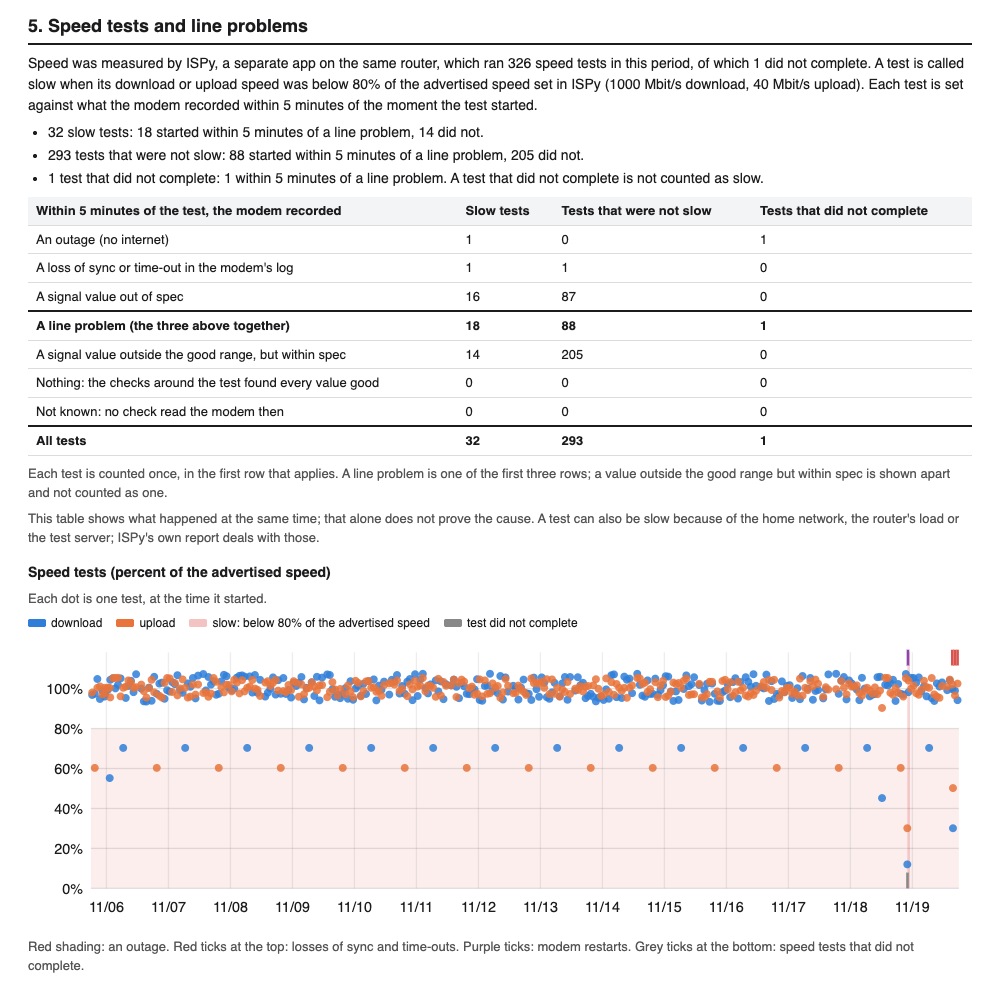 5. Speed tests and line problems
Speed was measured by ISPy, a separate app on the same router, which ran 326 speed tests in this period, of which 1 did not complete. A test is called
slow when its download or upload speed was below 80% of the advertised speed set in ISPy (1000 Mbit/s download, 40 Mbit/s upload). Each test is set
against what the modem recorded within 5 minutes of the moment the test started.
• 32 slow tests: 18 started within 5 minutes of a line problem, 14 did not.
• 293 tests that were not slow: 88 started within 5 minutes of a line problem, 205 did not.
• 1 test that did not complete: 1 within 5 minutes of a line problem. A test that did not complete is not counted as slow.
Within 5 minutes of the test, the modem recorded Slow tests Tests that were not slow Tests that did not complete
An outage (no internet) 1 0 1
A loss of sync or time-out in the modem's log 1 1 0
A signal value out of spec 16 87 0
A line problem (the three above together) 18 88 1
A signal value outside the good range, but within spec 14 205 0
Nothing: the checks around the test found every value good 0 0 0
Not known: no check read the modem then 0 0 0
All tests 32 293 1
Each test is counted once, in the first row that applies. A line problem is one of the first three rows; a value outside the good range but within spec is shown apart
and not counted as one.
This table shows what happened at the same time; that alone does not prove the cause. A test can also be slow because of the home network, the router's load or
the test server; ISPy's own report deals with those.
Speed tests (percent of the advertised speed)
Each dot is one test, at the time it started.
download upload slow: below 80% of the advertised speed test did not complete
100%
80%
60%
40%
20%
0%
11/06 11/07 11/08 11/09 11/10 11/11 11/12 11/13 11/14 11/15 11/16 11/17 11/18 11/19
Red shading: an outage. Red ticks at the top: losses of sync and time-outs. Purple ticks: modem restarts. Grey ticks at the bottom: speed tests that did not
complete.